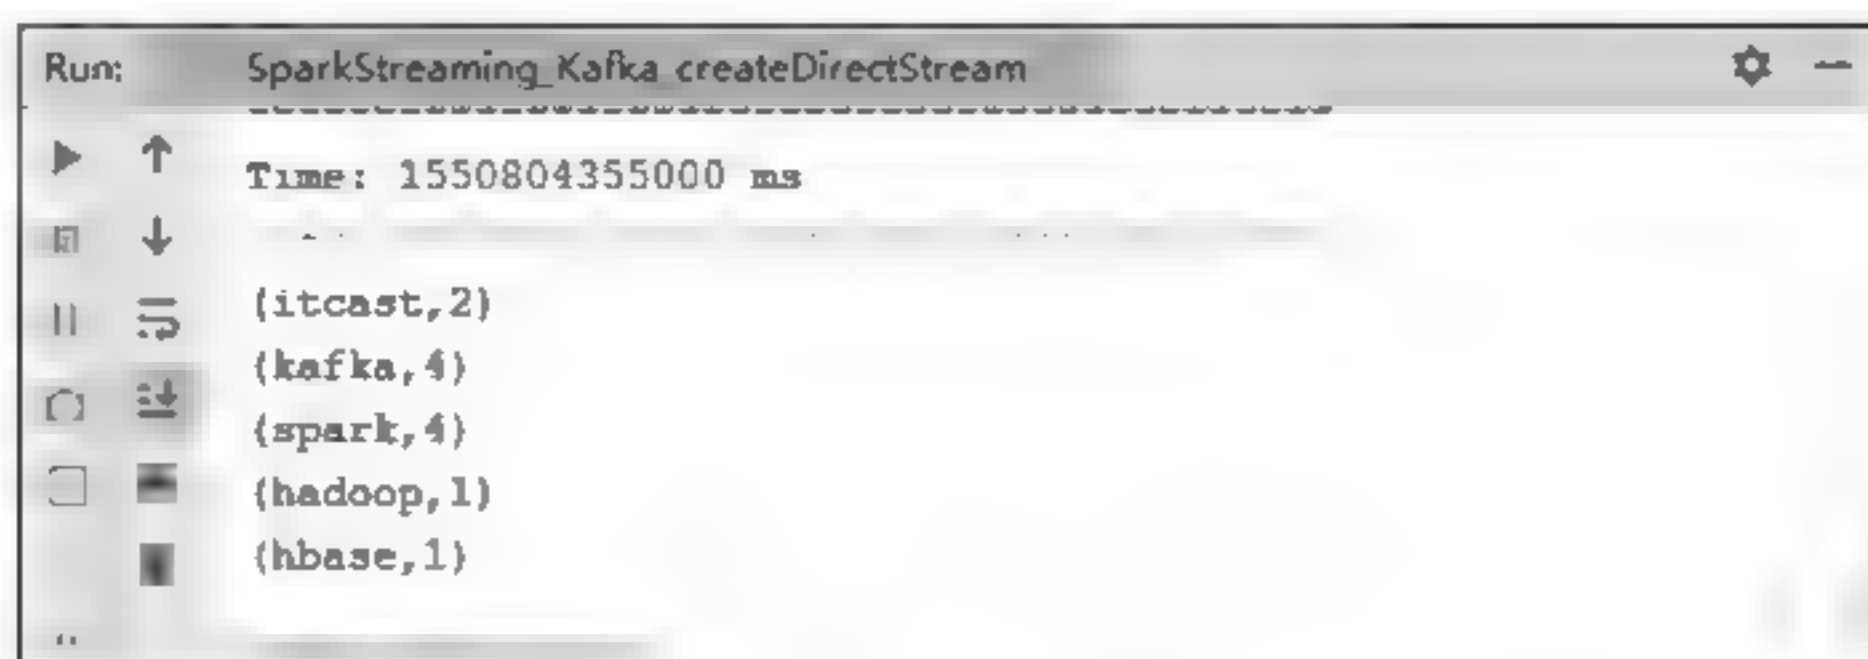 Run: SparkStreaming_Kafka_createDirectStream
Time: 1550804355000 ms
(itcast,2)
(kafka,4)
(spark,4)
(hadoop,1)
(hbase,1)